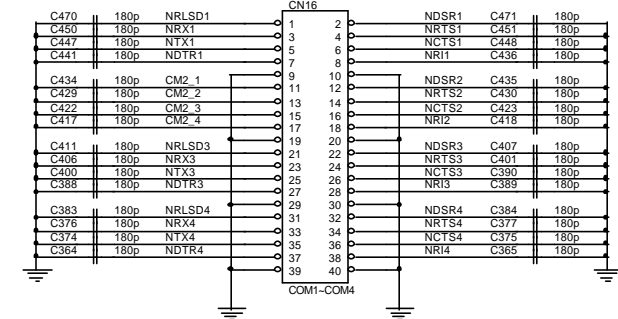 CN16
C470 180p NRLSD1 1 2 NDSR1 C471 180p
C450 180p NRX1 3 4 NRTS1 C451 180p
C447 180p NTX1 5 6 NCTS1 C448 180p
C441 180p NDTR1 7 8 NRI1 C436 180p
9 10
C434 180p CM2_1 11 12 NDSR2 C435 180p
C429 180p CM2_2 13 14 NRTS2 C430 180p
C422 180p CM2_3 15 16 NCTS2 C423 180p
C417 180p CM2_4 17 18 NRI2 C418 180p
19 20
C411 180p NRLSD3 21 22 NDSR3 C407 180p
C406 180p NRX3 23 24 NRTS3 C401 180p
C400 180p NTX3 25 26 NCTS3 C390 180p
C388 180p NDTR3 27 28 NRI3 C389 180p
29 30
C383 180p NRLSD4 31 32 NDSR4 C384 180p
C376 180p NRX4 33 34 NRTS4 C377 180p
C374 180p NTX4 35 36 NCTS4 C375 180p
C364 180p NDTR4 37 38 NRI4 C365 180p
39 40
COM1~COM4